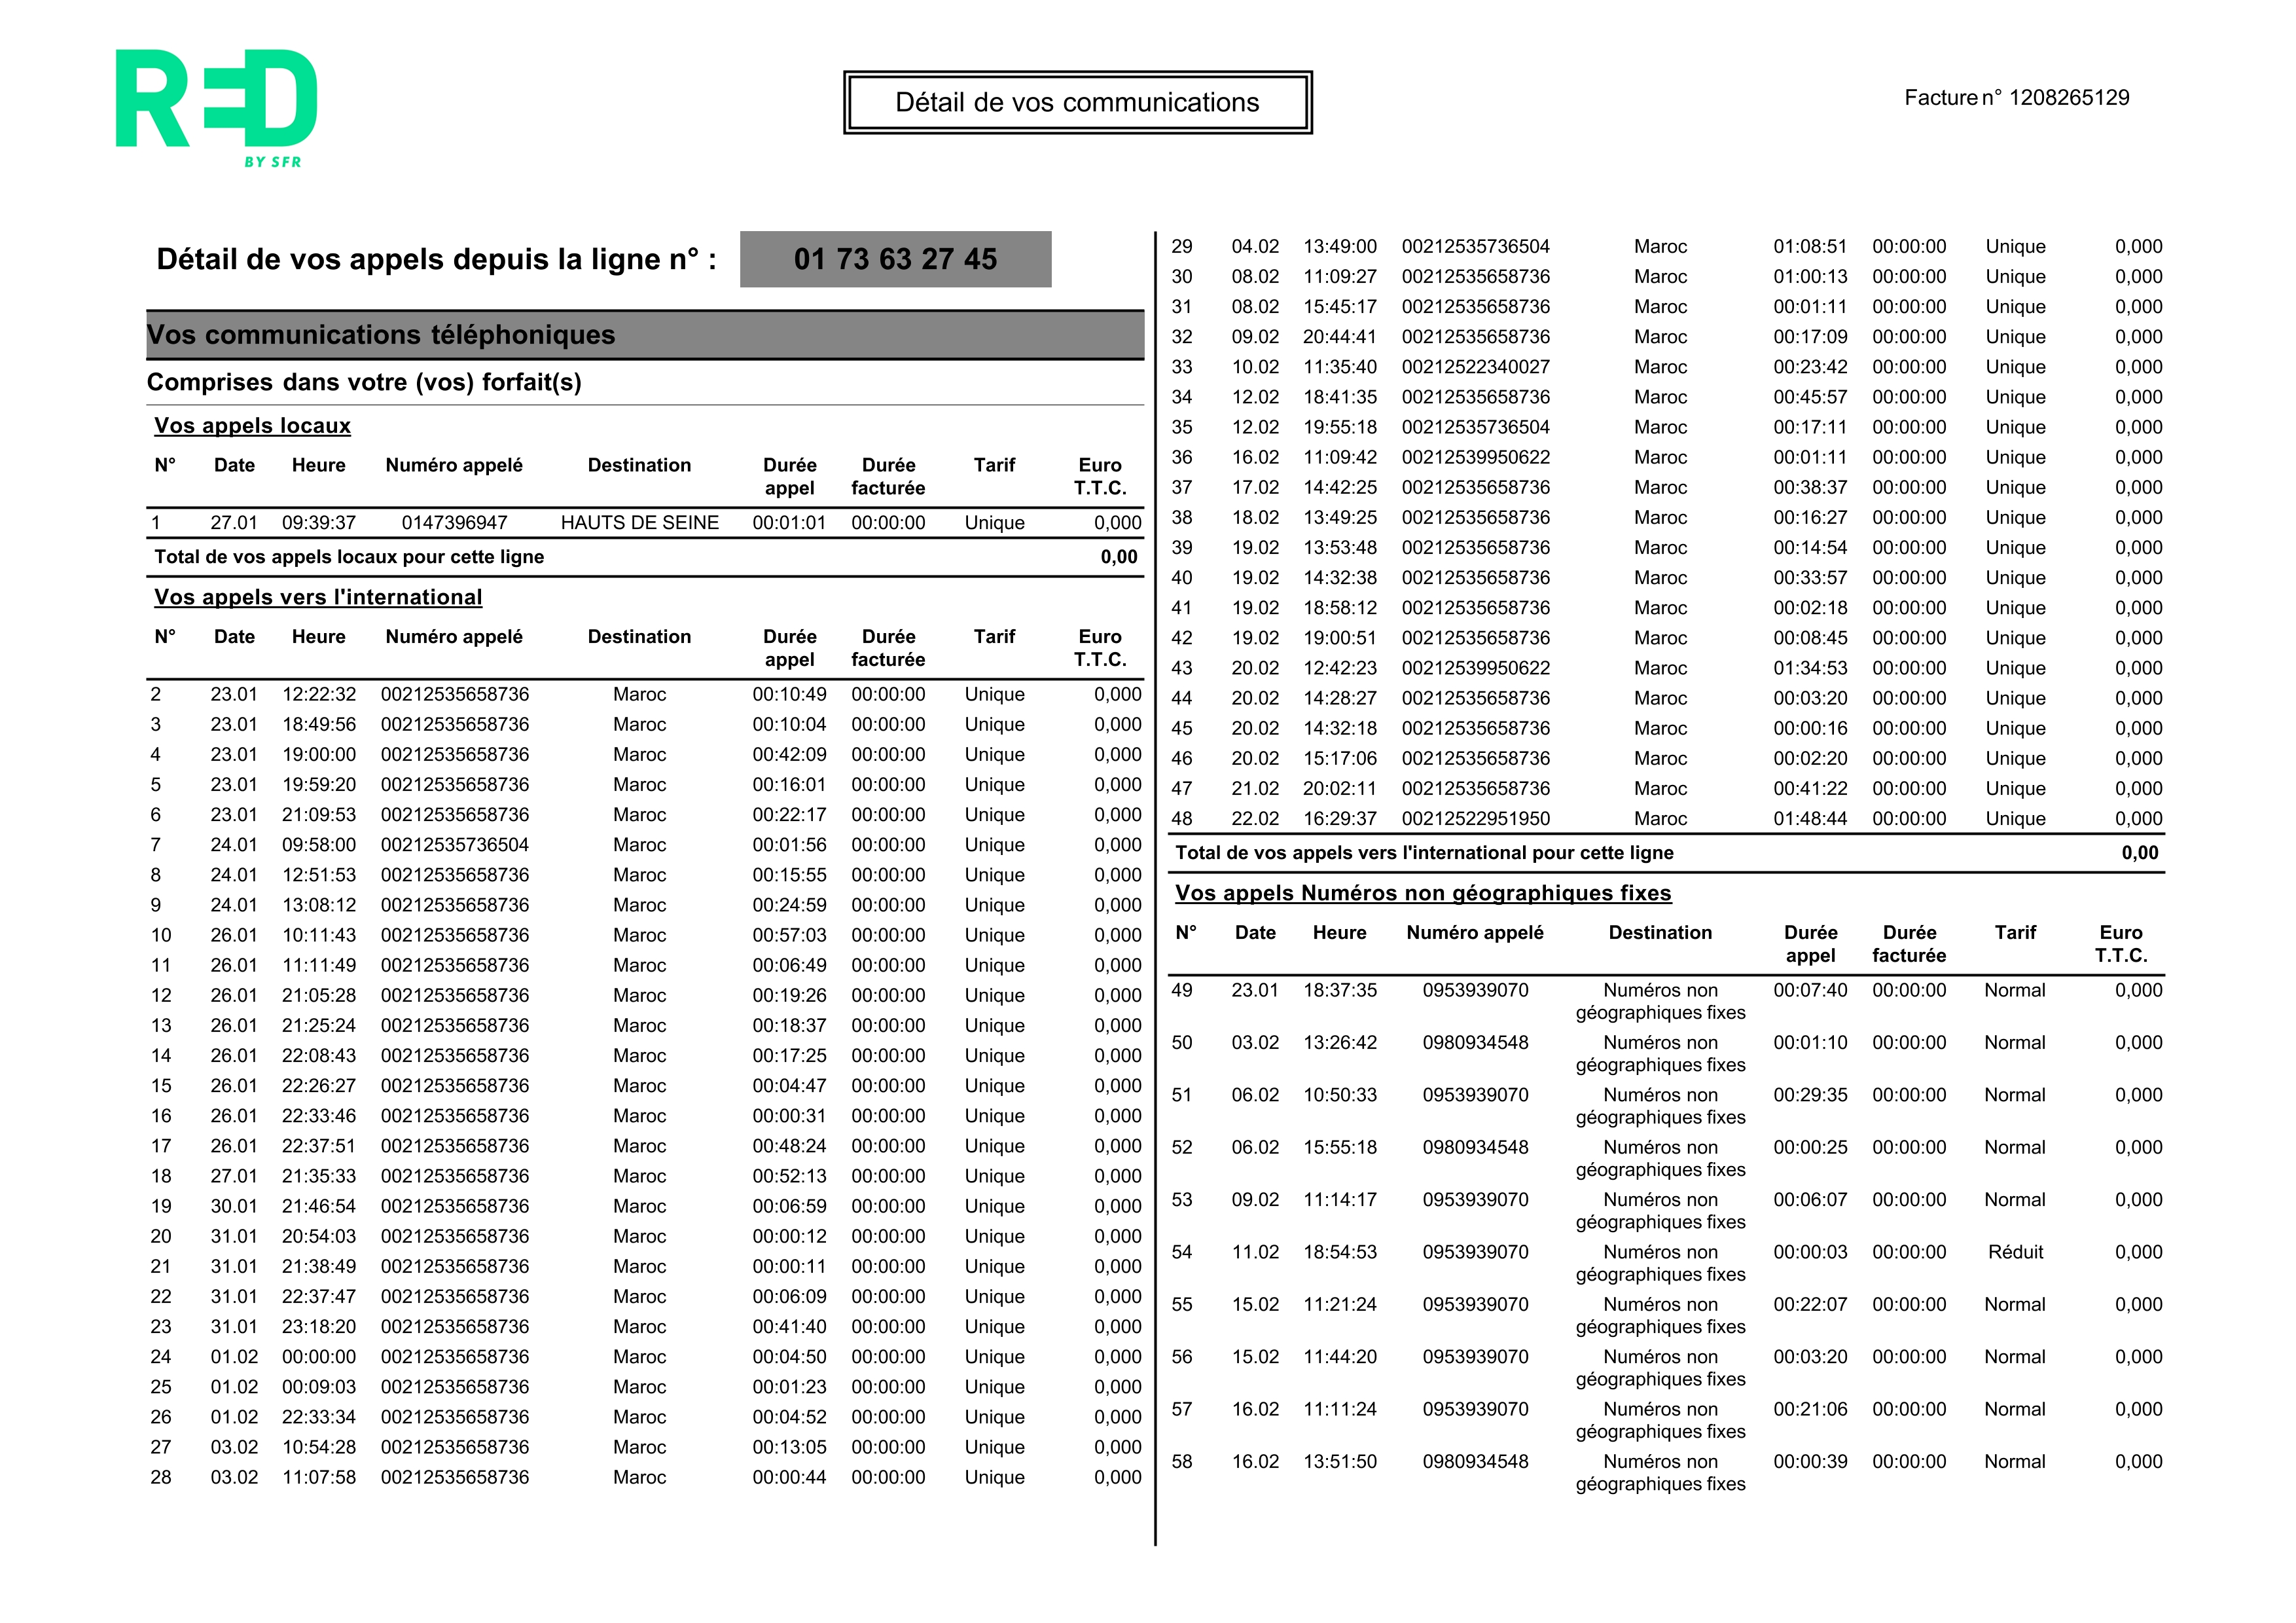 RED
BY SFR
Détail de vos communications
Facture n° 1208265129
Détail de vos appels depuis la ligne n° : 01 73 63 27 45
Vos communications téléphoniques
Comprises dans votre (vos) forfait(s)
Vos appels locaux
N° Date Heure Numéro appelé Destination Durée Durée Tarif Euro
appel facturée T.T.C.
1 27.01 09:39:37 0147396947 HAUTS DE SEINE 00:01:01 00:00:00 Unique 0,000
Total de vos appels locaux pour cette ligne 0,00
Vos appels vers l'international
N° Date Heure Numéro appelé Destination Durée Durée Tarif Euro
appel facturée T.T.C.
2 23.01 12:22:32 00212535658736 Maroc 00:10:49 00:00:00 Unique 0,000
3 23.01 18:49:56 00212535658736 Maroc 00:10:04 00:00:00 Unique 0,000
4 23.01 19:00:00 00212535658736 Maroc 00:42:09 00:00:00 Unique 0,000
5 23.01 19:59:20 00212535658736 Maroc 00:16:01 00:00:00 Unique 0,000
6 23.01 21:09:53 00212535658736 Maroc 00:22:17 00:00:00 Unique 0,000
7 24.01 09:58:00 00212535736504 Maroc 00:01:56 00:00:00 Unique 0,000
8 24.01 12:51:53 00212535658736 Maroc 00:15:55 00:00:00 Unique 0,000
9 24.01 13:08:12 00212535658736 Maroc 00:24:59 00:00:00 Unique 0,000
10 26.01 10:11:43 00212535658736 Maroc 00:57:03 00:00:00 Unique 0,000
11 26.01 11:11:49 00212535658736 Maroc 00:06:49 00:00:00 Unique 0,000
12 26.01 21:05:28 00212535658736 Maroc 00:19:26 00:00:00 Unique 0,000
13 26.01 21:25:24 00212535658736 Maroc 00:18:37 00:00:00 Unique 0,000
14 26.01 22:08:43 00212535658736 Maroc 00:17:25 00:00:00 Unique 0,000
15 26.01 22:26:27 00212535658736 Maroc 00:04:47 00:00:00 Unique 0,000
16 26.01 22:33:46 00212535658736 Maroc 00:00:31 00:00:00 Unique 0,000
17 26.01 22:37:51 00212535658736 Maroc 00:48:24 00:00:00 Unique 0,000
18 27.01 21:35:33 00212535658736 Maroc 00:52:13 00:00:00 Unique 0,000
19 30.01 21:46:54 00212535658736 Maroc 00:06:59 00:00:00 Unique 0,000
20 31.01 20:54:03 00212535658736 Maroc 00:00:12 00:00:00 Unique 0,000
21 31.01 21:38:49 00212535658736 Maroc 00:00:11 00:00:00 Unique 0,000
22 31.01 22:37:47 00212535658736 Maroc 00:06:09 00:00:00 Unique 0,000
23 31.01 23:18:20 00212535658736 Maroc 00:41:40 00:00:00 Unique 0,000
24 01.02 00:00:00 00212535658736 Maroc 00:04:50 00:00:00 Unique 0,000
25 01.02 00:09:03 00212535658736 Maroc 00:01:23 00:00:00 Unique 0,000
26 01.02 22:33:34 00212535658736 Maroc 00:04:52 00:00:00 Unique 0,000
27 03.02 10:54:28 00212535658736 Maroc 00:13:05 00:00:00 Unique 0,000
28 03.02 11:07:58 00212535658736 Maroc 00:00:44 00:00:00 Unique 0,000
29 04.02 13:49:00 00212535736504 Maroc 01:08:51 00:00:00 Unique 0,000
30 08.02 11:09:27 00212535658736 Maroc 01:00:13 00:00:00 Unique 0,000
31 08.02 15:45:17 00212535658736 Maroc 00:01:11 00:00:00 Unique 0,000
32 09.02 20:44:41 00212535658736 Maroc 00:17:09 00:00:00 Unique 0,000
33 10.02 11:35:40 00212522340027 Maroc 00:23:42 00:00:00 Unique 0,000
34 12.02 18:41:35 00212535658736 Maroc 00:45:57 00:00:00 Unique 0,000
35 12.02 19:55:18 00212535736504 Maroc 00:17:11 00:00:00 Unique 0,000
36 16.02 11:09:42 00212539950622 Maroc 00:01:11 00:00:00 Unique 0,000
37 17.02 14:42:25 00212535658736 Maroc 00:38:37 00:00:00 Unique 0,000
38 18.02 13:49:25 00212535658736 Maroc 00:16:27 00:00:00 Unique 0,000
39 19.02 13:53:48 00212535658736 Maroc 00:14:54 00:00:00 Unique 0,000
40 19.02 14:32:38 00212535658736 Maroc 00:33:57 00:00:00 Unique 0,000
41 19.02 18:58:12 00212535658736 Maroc 00:02:18 00:00:00 Unique 0,000
42 19.02 19:00:51 00212535658736 Maroc 00:08:45 00:00:00 Unique 0,000
43 20.02 12:42:23 00212539950622 Maroc 01:34:53 00:00:00 Unique 0,000
44 20.02 14:28:27 00212535658736 Maroc 00:03:20 00:00:00 Unique 0,000
45 20.02 14:32:18 00212535658736 Maroc 00:00:16 00:00:00 Unique 0,000
46 20.02 15:17:06 00212535658736 Maroc 00:02:20 00:00:00 Unique 0,000
47 21.02 20:02:11 00212535658736 Maroc 00:41:22 00:00:00 Unique 0,000
48 22.02 16:29:37 00212522951950 Maroc 01:48:44 00:00:00 Unique 0,000
Total de vos appels vers l'international pour cette ligne 0,00
Vos appels Numéros non géographiques fixes
N° Date Heure Numéro appelé Destination Durée Durée Tarif Euro
appel facturée T.T.C.
49 23.01 18:37:35 0953939070 Numéros non 00:07:40 00:00:00 Normal 0,000
géographiques fixes
50 03.02 13:26:42 0980934548 Numéros non 00:01:10 00:00:00 Normal 0,000
géographiques fixes
51 06.02 10:50:33 0953939070 Numéros non 00:29:35 00:00:00 Normal 0,000
géographiques fixes
52 06.02 15:55:18 0980934548 Numéros non 00:00:25 00:00:00 Normal 0,000
géographiques fixes
53 09.02 11:14:17 0953939070 Numéros non 00:06:07 00:00:00 Normal 0,000
géographiques fixes
54 11.02 18:54:53 0953939070 Numéros non 00:00:03 00:00:00 Réduit 0,000
géographiques fixes
55 15.02 11:21:24 0953939070 Numéros non 00:22:07 00:00:00 Normal 0,000
géographiques fixes
56 15.02 11:44:20 0953939070 Numéros non 00:03:20 00:00:00 Normal 0,000
géographiques fixes
57 16.02 11:11:24 0953939070 Numéros non 00:21:06 00:00:00 Normal 0,000
géographiques fixes
58 16.02 13:51:50 0980934548 Numéros non 00:00:39 00:00:00 Normal 0,000
géographiques fixes